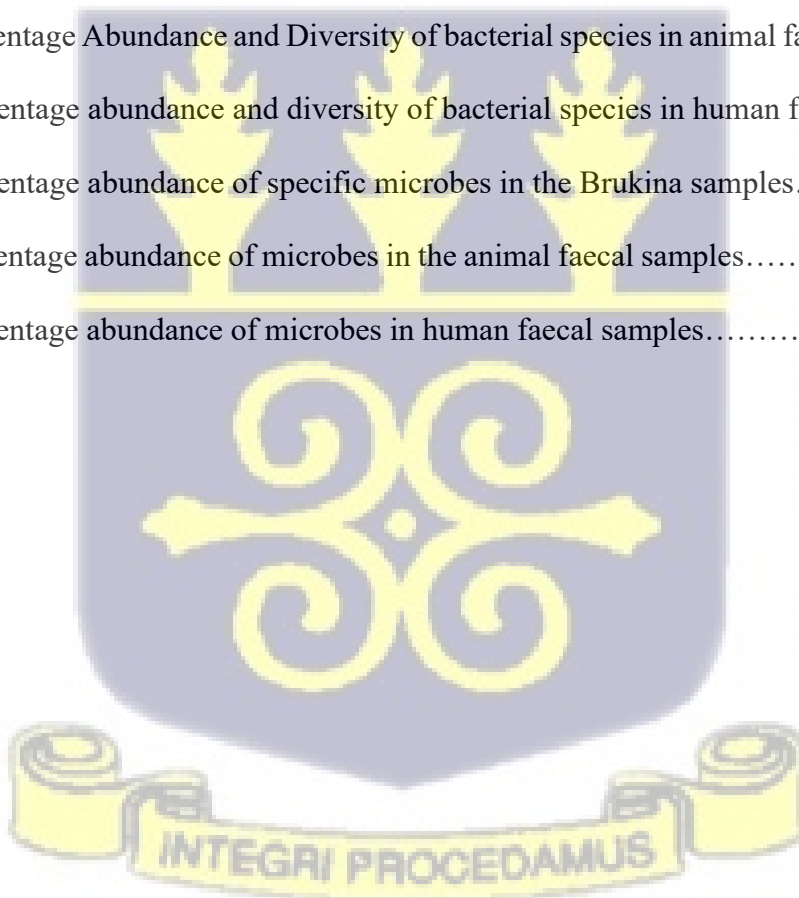 entage Abundance and Diversity of bacterial species in animal fa
entage abundance and diversity of bacterial species in human f
entage abundance of specific microbes in the Brukina samples.
entage abundance of microbes in the animal faecal samples……
entage abundance of microbes in human faecal samples………
INTEGRI PROCEDAMUS